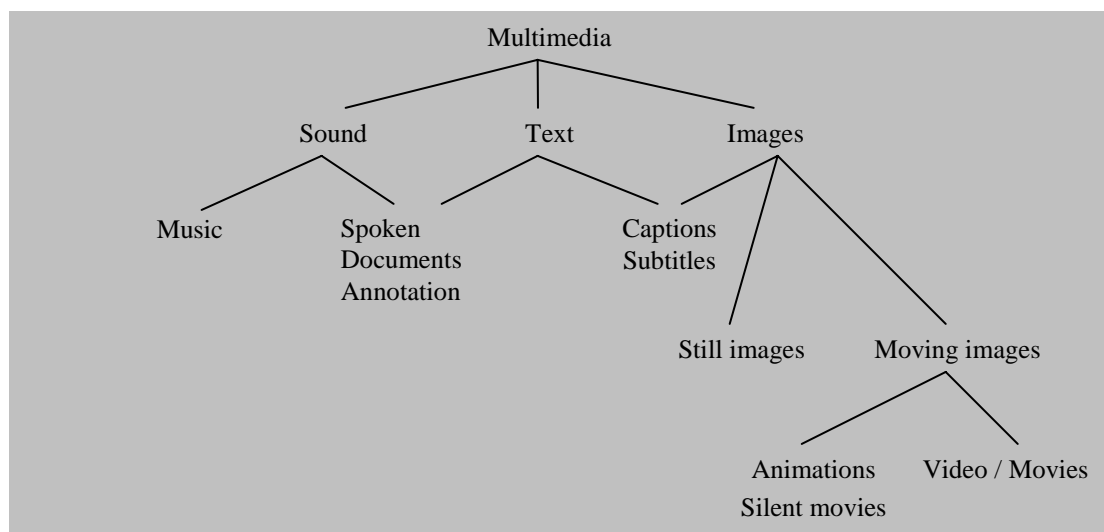 Multimedia
Sound
Text
Images
Music
Spoken
Documents
Annotation
Captions
Subtitles
Still images
Moving images
Animations
Silent movies
Video / Movies